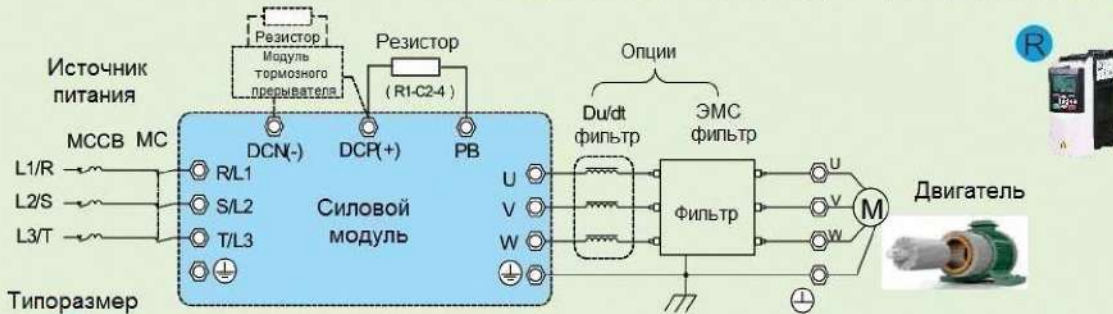 Резистор
Модуль
тормозного
прерывателя
Резистор
( R1-C2-4 )
Опции
R
Источник
питания
Du/dt
фильтр
ЭМС
фильтр
MCCB MC
DCN(-) DCP(+) PB
L1/R R/L1 U U
L2/S S/L2 V V
L3/T T/L3 W W
Силовой
модуль
Фильтр
M
Двигатель
Типоразмер